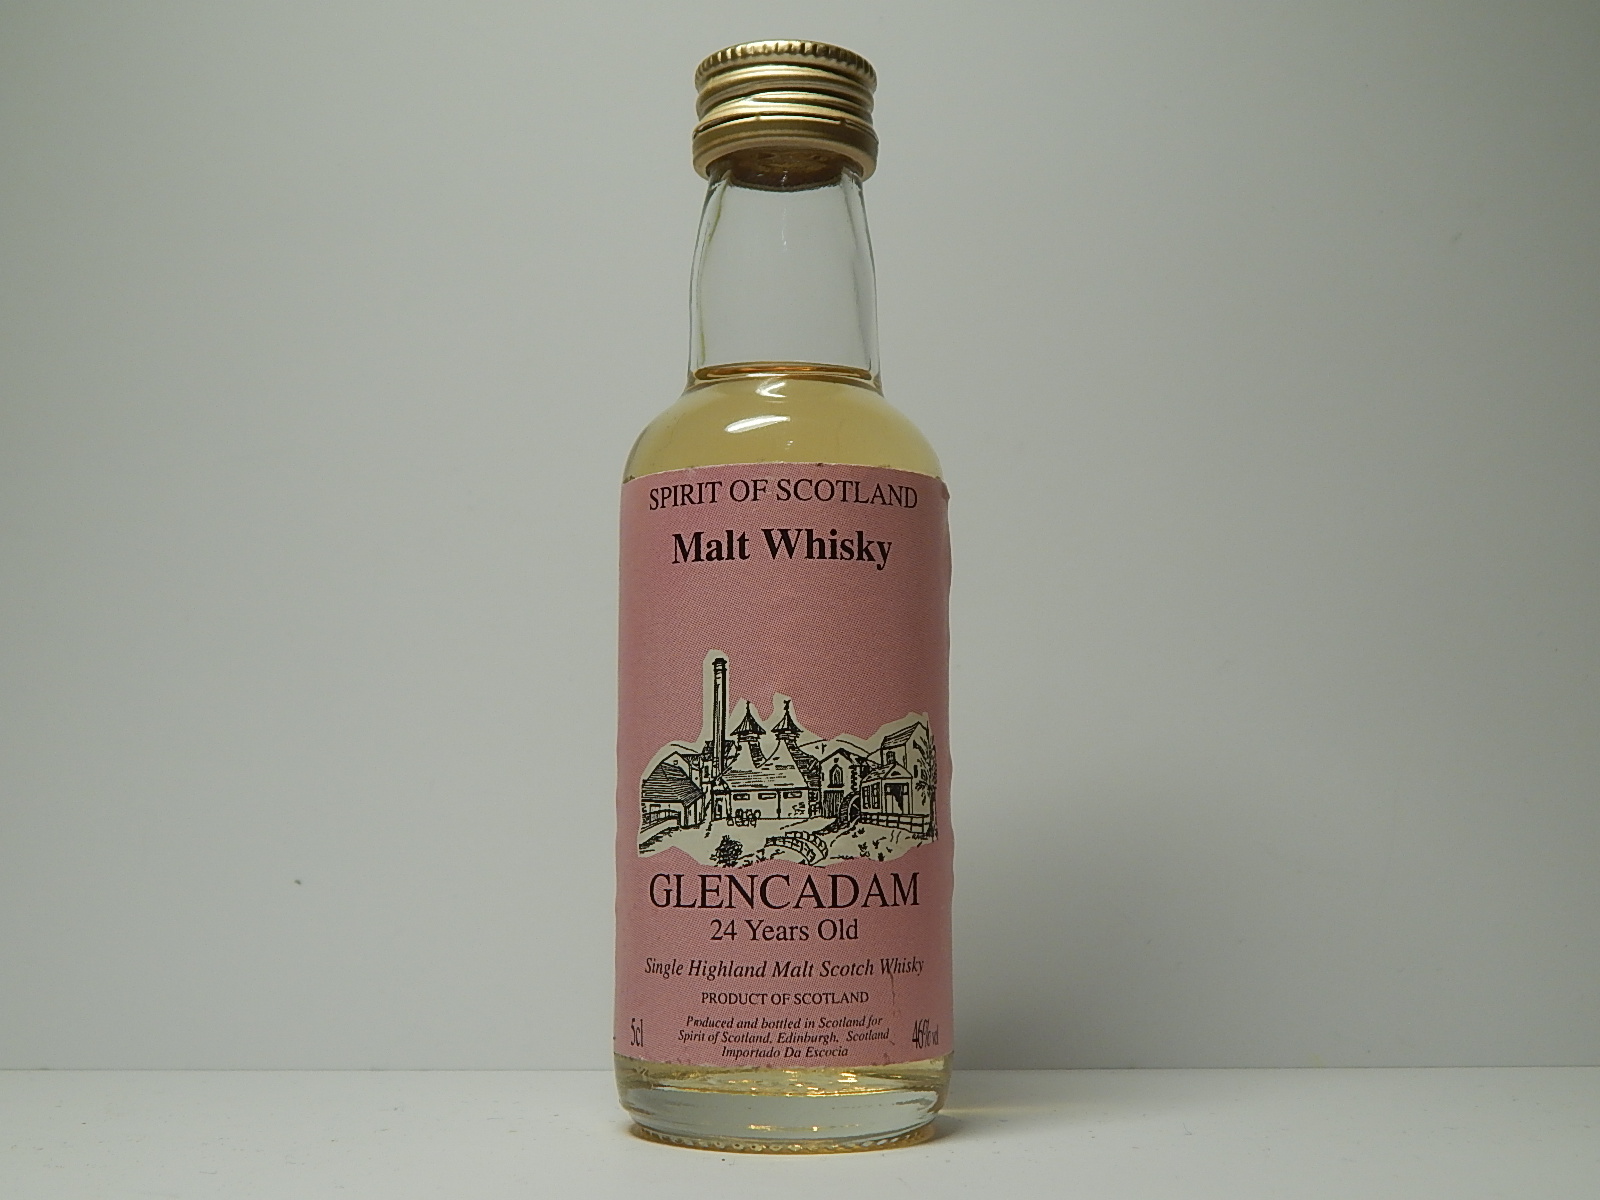 SPIRIT OF SCOTLAND
Malt Whisky
GLENCADAM
24 Years Old
Single Highland Malt Scotch Whisky
PRODUCT OF SCOTLAND
5cl
Produced and bottled in Scotland for
Spirit of Scotland, Edinburgh, Scotland
Importado Da Escocia
46% vol